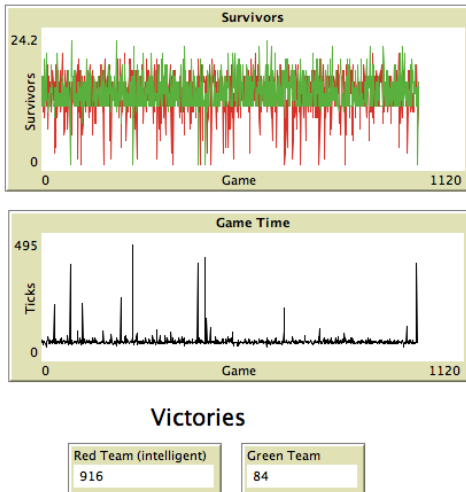 Survivors
24.2
Survivors
0
0 Game 1120
Game Time
495
Ticks
0
0 Game 1120
Victories
Red Team (intelligent) Green Team
916 84